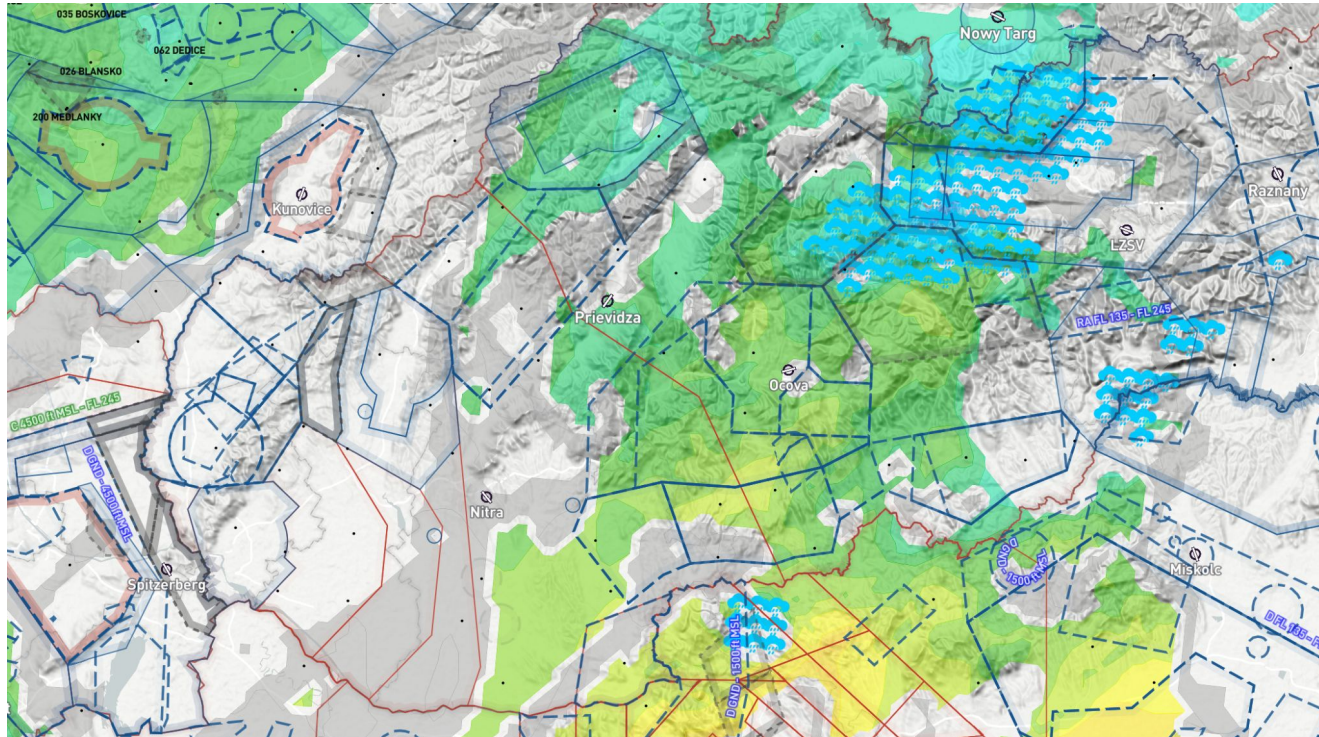 035 BOSKOVICE
062 DEDICE
026 BLANSKO
200 MEDLANKY
Nowy Targ
Kunovice
Raznany
LZSV
Prievidza
RA FL 135 - FL 245
Ocova
C 4500 ft MSL - FL 245
D GND - 4500 ft MSL
Nitra
Spitzerberg
D GND - 1500 ft MSL
Miskolc
D GND - 1500 ft MSL
D FL 135 - F